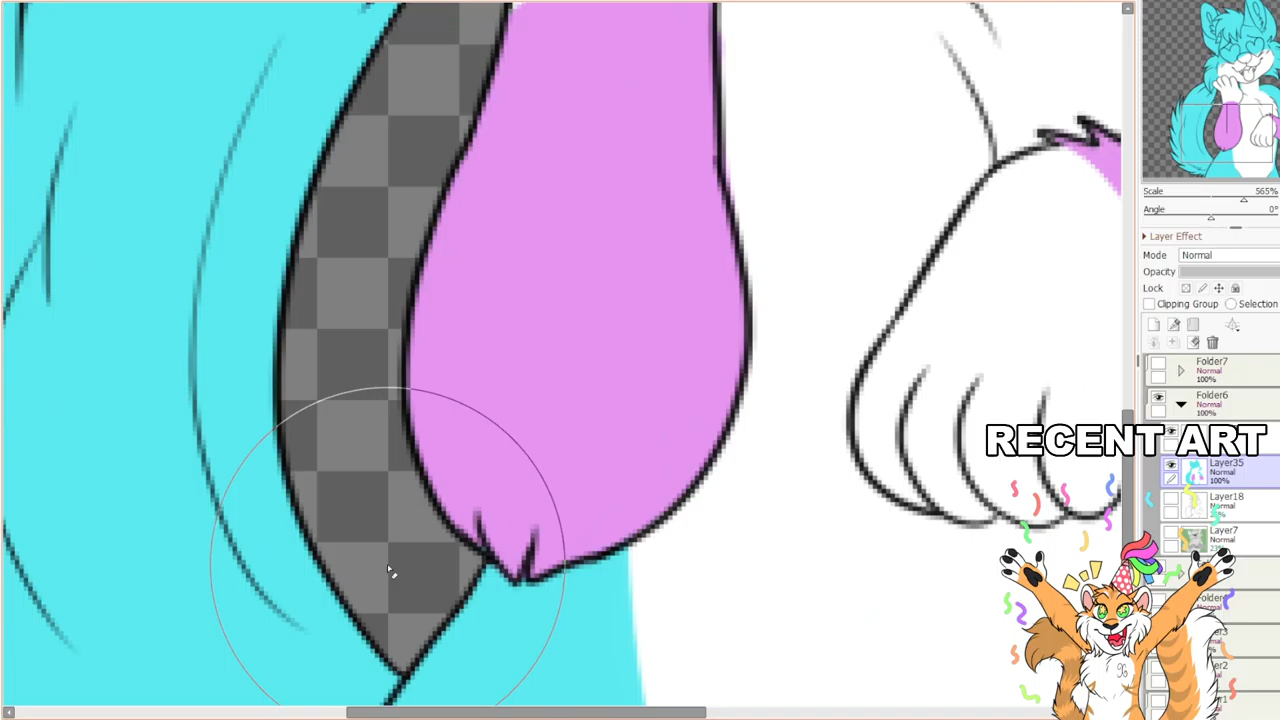 Scale 565%
Angle 0°
Layer Effect
Mode Normal
Opacity
Lock
Clipping Group Selection
Folder7
Normal
100%
Folder6
Normal
100%
RECENT ART
Layer35
Normal
100%
Layer18
Normal
Layer7
Normal
23%